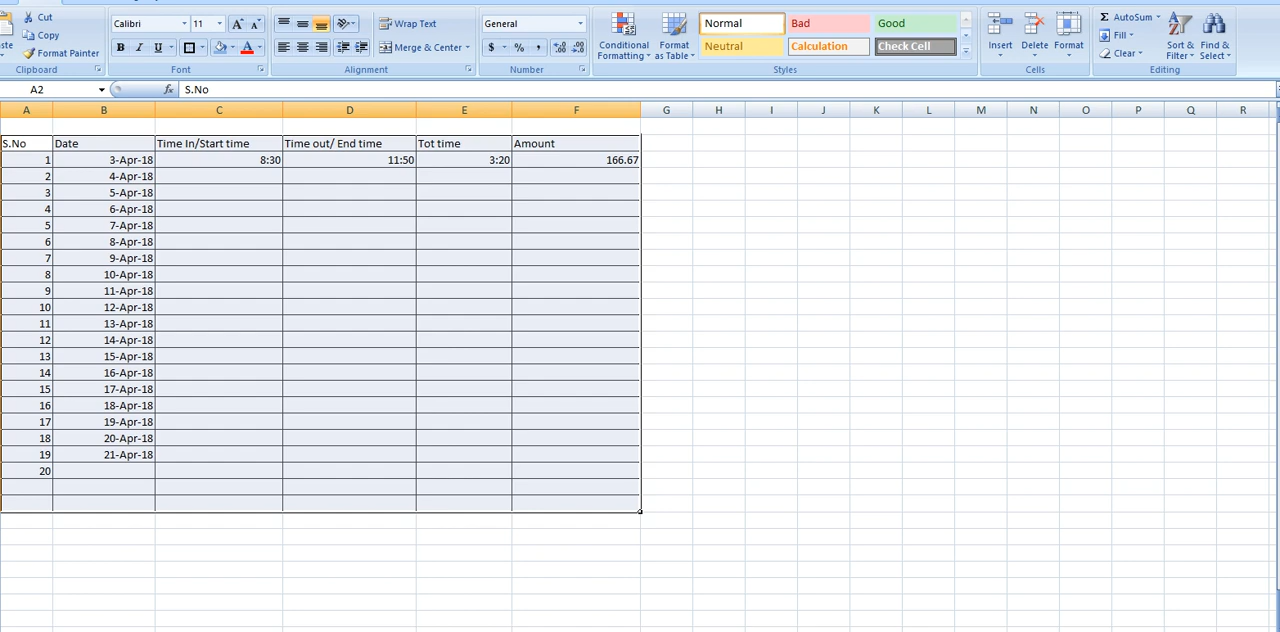 Cut
Copy
Format Painter
Clipboard
Calibri 11
B I U
Font
Wrap Text
Merge & Center
Alignment
General
$ % ,
Number
Conditional Formatting
Format as Table
Normal Bad Good
Neutral Calculation Check Cell
Styles
Insert Delete Format
Cells
Σ AutoSum
Fill
Clear
Sort & Filter
Find & Select
Editing
A2 fx S.No
A B C D E F G H I J K L M N O P Q R
S.No Date Time In/Start time Time out/ End time Tot time Amount
1 3-Apr-18 8:30 11:50 3:20 166.67
2 4-Apr-18
3 5-Apr-18
4 6-Apr-18
5 7-Apr-18
6 8-Apr-18
7 9-Apr-18
8 10-Apr-18
9 11-Apr-18
10 12-Apr-18
11 13-Apr-18
12 14-Apr-18
13 15-Apr-18
14 16-Apr-18
15 17-Apr-18
16 18-Apr-18
17 19-Apr-18
18 20-Apr-18
19 21-Apr-18
20